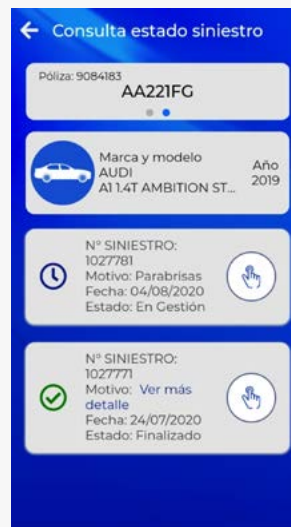 Consulta estado siniestro
Póliza: 9084183
AA221FG
Marca y modelo
AUDI
A1 1.4T AMBITION ST...
Año
2019
N° SINIESTRO:
1027781
Motivo: Parabrisas
Fecha: 04/08/2020
Estado: En Gestión
N° SINIESTRO:
1027771
Motivo: Ver más
detalle
Fecha: 24/07/2020
Estado: Finalizado